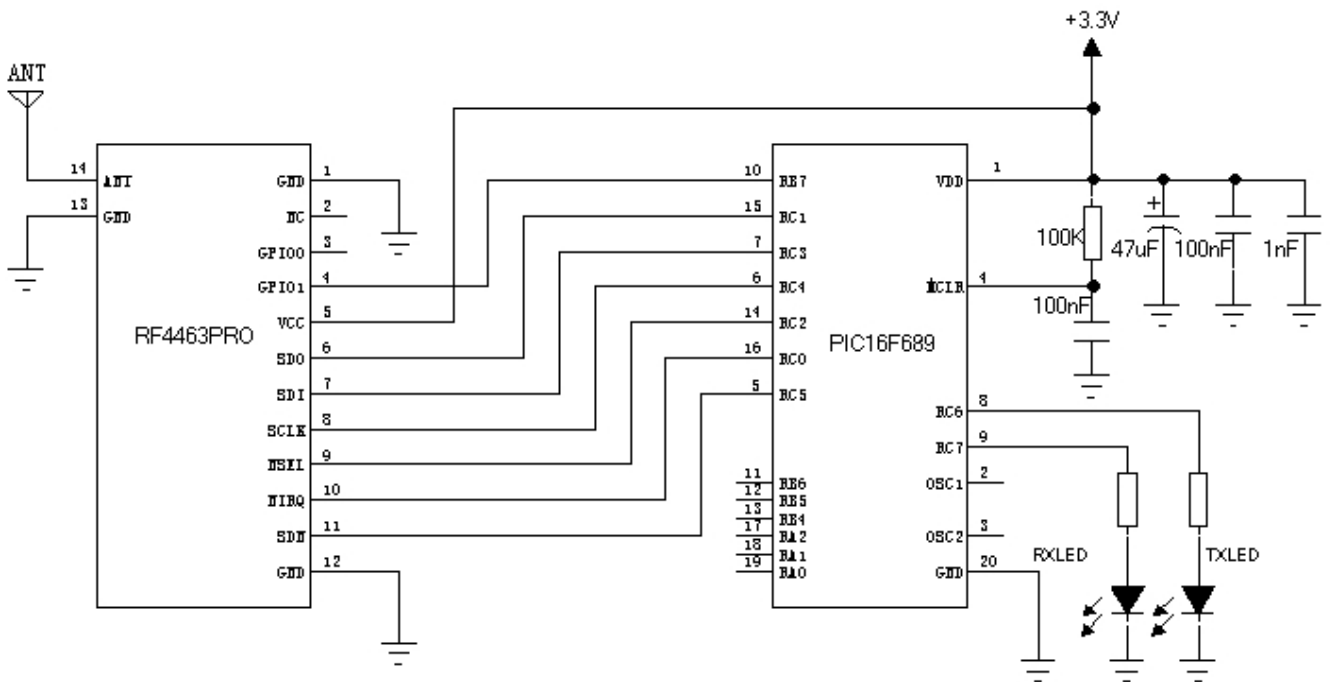 +3.3V
ANT
RF4463PRO
14 ANT
13 GND
GND 1
NC 2
GPIO0 3
GPIO1 4
VCC 5
SDO 6
SDI 7
SCLK 8
NSEL 9
NIRQ 10
SDN 11
GND 12
PIC16F689
10 RB7
15 RC1
7 RC3
6 RC4
14 RC2
16 RC0
5 RC5
11 RB6
12 RB5
13 RB4
17 RA2
18 RA1
19 RA0
VDD 1
MCLR 4
RC6 8
RC7 9
OSC1 2
OSC2 3
GND 20
100K
100nF
+
47uF
100nF
1nF
RXLED
TXLED